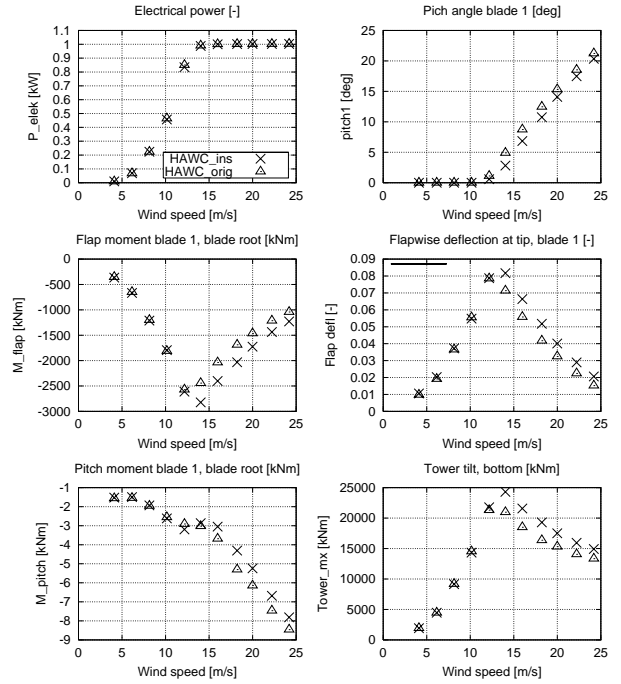 Electrical power [-]
P_elek [kW]
1.1
1
0.9
0.8
0.7
0.6
0.5
0.4
0.3
0.2
0.1
0
HAWC_ins
HAWC_orig
0 5 10 15 20 25
Wind speed [m/s]
Pich angle blade 1 [deg]
pitch1 [deg]
25
20
15
10
5
0
0 5 10 15 20 25
Wind speed [m/s]
Flap moment blade 1, blade root [kNm]
M_flap [kNm]
0
-500
-1000
-1500
-2000
-2500
-3000
0 5 10 15 20 25
Wind speed [m/s]
Flapwise deflection at tip, blade 1 [-]
Flap defl [-]
0.09
0.08
0.07
0.06
0.05
0.04
0.03
0.02
0.01
0
0 5 10 15 20 25
Wind speed [m/s]
Pitch moment blade 1, blade root [kNm]
M_pitch [kNm]
-1
-2
-3
-4
-5
-6
-7
-8
-9
0 5 10 15 20 25
Wind speed [m/s]
Tower tilt, bottom [kNm]
Tower_mx [kNm]
25000
20000
15000
10000
5000
0
0 5 10 15 20 25
Wind speed [m/s]